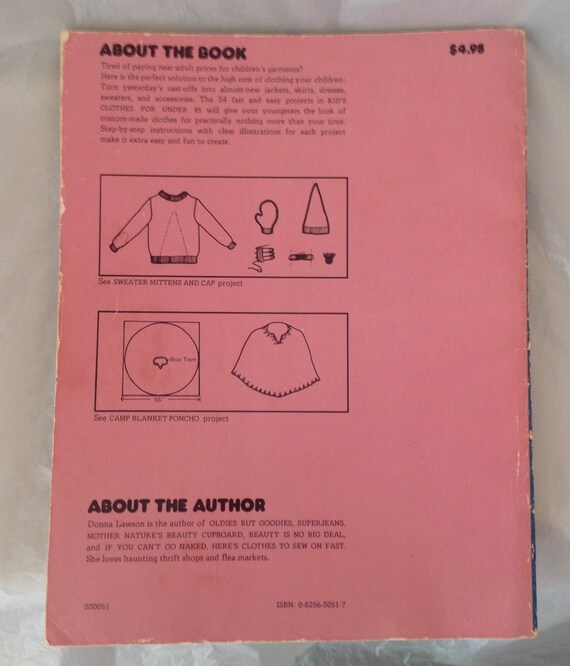 ABOUT THE BOOK
$4.95
Tired of paying near-adult prices for children's garments?
Here is the perfect solution to the high cost of clothing your children:
Turn yesterday's cast-offs into almost-new jackets, skirts, dresses,
sweaters, and accessories. The 54 fast and easy projects in KID'S
CLOTHES FOR UNDER $5 will give your youngsters the look of
custom-made clothes for practically nothing more than your time.
Step-by-step instructions with clear illustrations for each project
make it extra easy and fun to create.
See SWEATER MITTENS AND CAP project
Bias Tape
55"
See CAMP BLANKET PONCHO project
ABOUT THE AUTHOR
Donna Lawson is the author of OLDIES BUT GOODIES, SUPERJEANS,
MOTHER NATURE'S BEAUTY CUPBOARD, BEAUTY IS NO BIG DEAL,
and IF YOU CAN'T GO NAKED, HERE'S CLOTHES TO SEW ON FAST.
She loves haunting thrift shops and flea markets.
030051
ISBN: 0-8256-3051-7